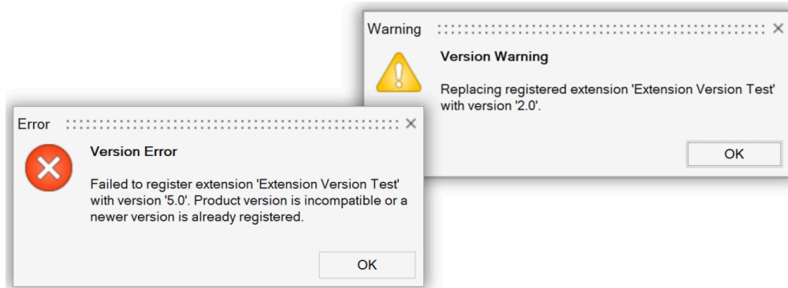 Warning
Version Warning
Replacing registered extension 'Extension Version Test'
with version '2.0'.
OK
Error
Version Error
Failed to register extension 'Extension Version Test'
with version '5.0'. Product version is incompatible or a
newer version is already registered.
OK